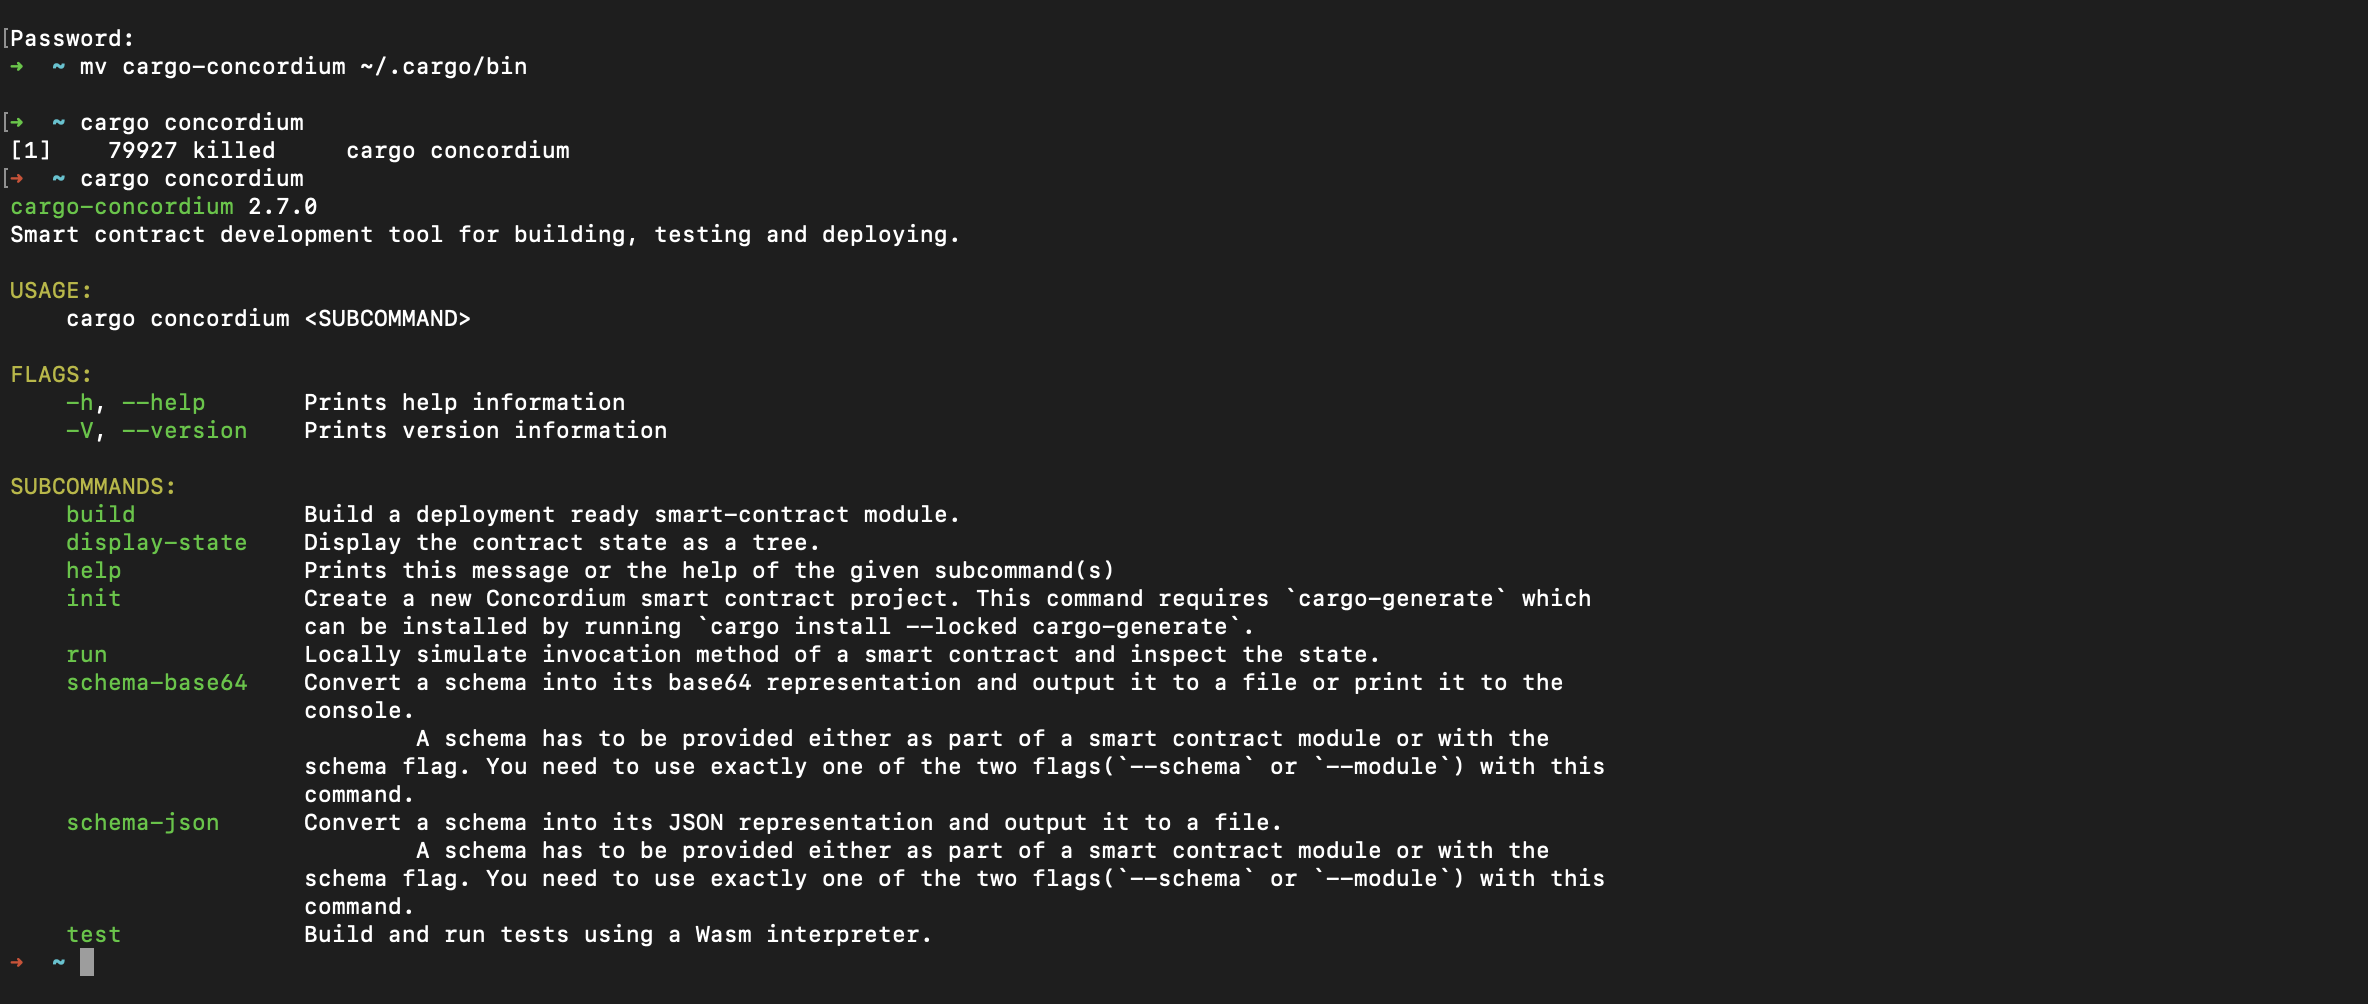 [Password:
➜  ~ mv cargo-concordium ~/.cargo/bin
[➜  ~ cargo concordium
[1]    79927 killed     cargo concordium
[➜  ~ cargo concordium
cargo-concordium 2.7.0
Smart contract development tool for building, testing and deploying.
USAGE:
    cargo concordium <SUBCOMMAND>
FLAGS:
    -h, --help       Prints help information
    -V, --version    Prints version information
SUBCOMMANDS:
    build            Build a deployment ready smart-contract module.
    display-state    Display the contract state as a tree.
    help             Prints this message or the help of the given subcommand(s)
    init             Create a new Concordium smart contract project. This command requires `cargo-generate` which
                     can be installed by running `cargo install --locked cargo-generate`.
    run              Locally simulate invocation method of a smart contract and inspect the state.
    schema-base64    Convert a schema into its base64 representation and output it to a file or print it to the
                     console.
                             A schema has to be provided either as part of a smart contract module or with the
                     schema flag. You need to use exactly one of the two flags(`--schema` or `--module`) with this
                     command.
    schema-json      Convert a schema into its JSON representation and output it to a file.
                             A schema has to be provided either as part of a smart contract module or with the
                     schema flag. You need to use exactly one of the two flags(`--schema` or `--module`) with this
                     command.
    test             Build and run tests using a Wasm interpreter.
➜  ~